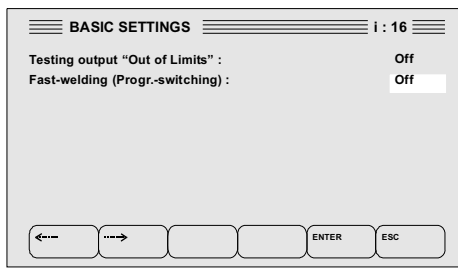 BASIC SETTINGS i : 16
Testing output “Out of Limits” : Off
Fast-welding (Progr.-switching) : Off
ENTER ESC